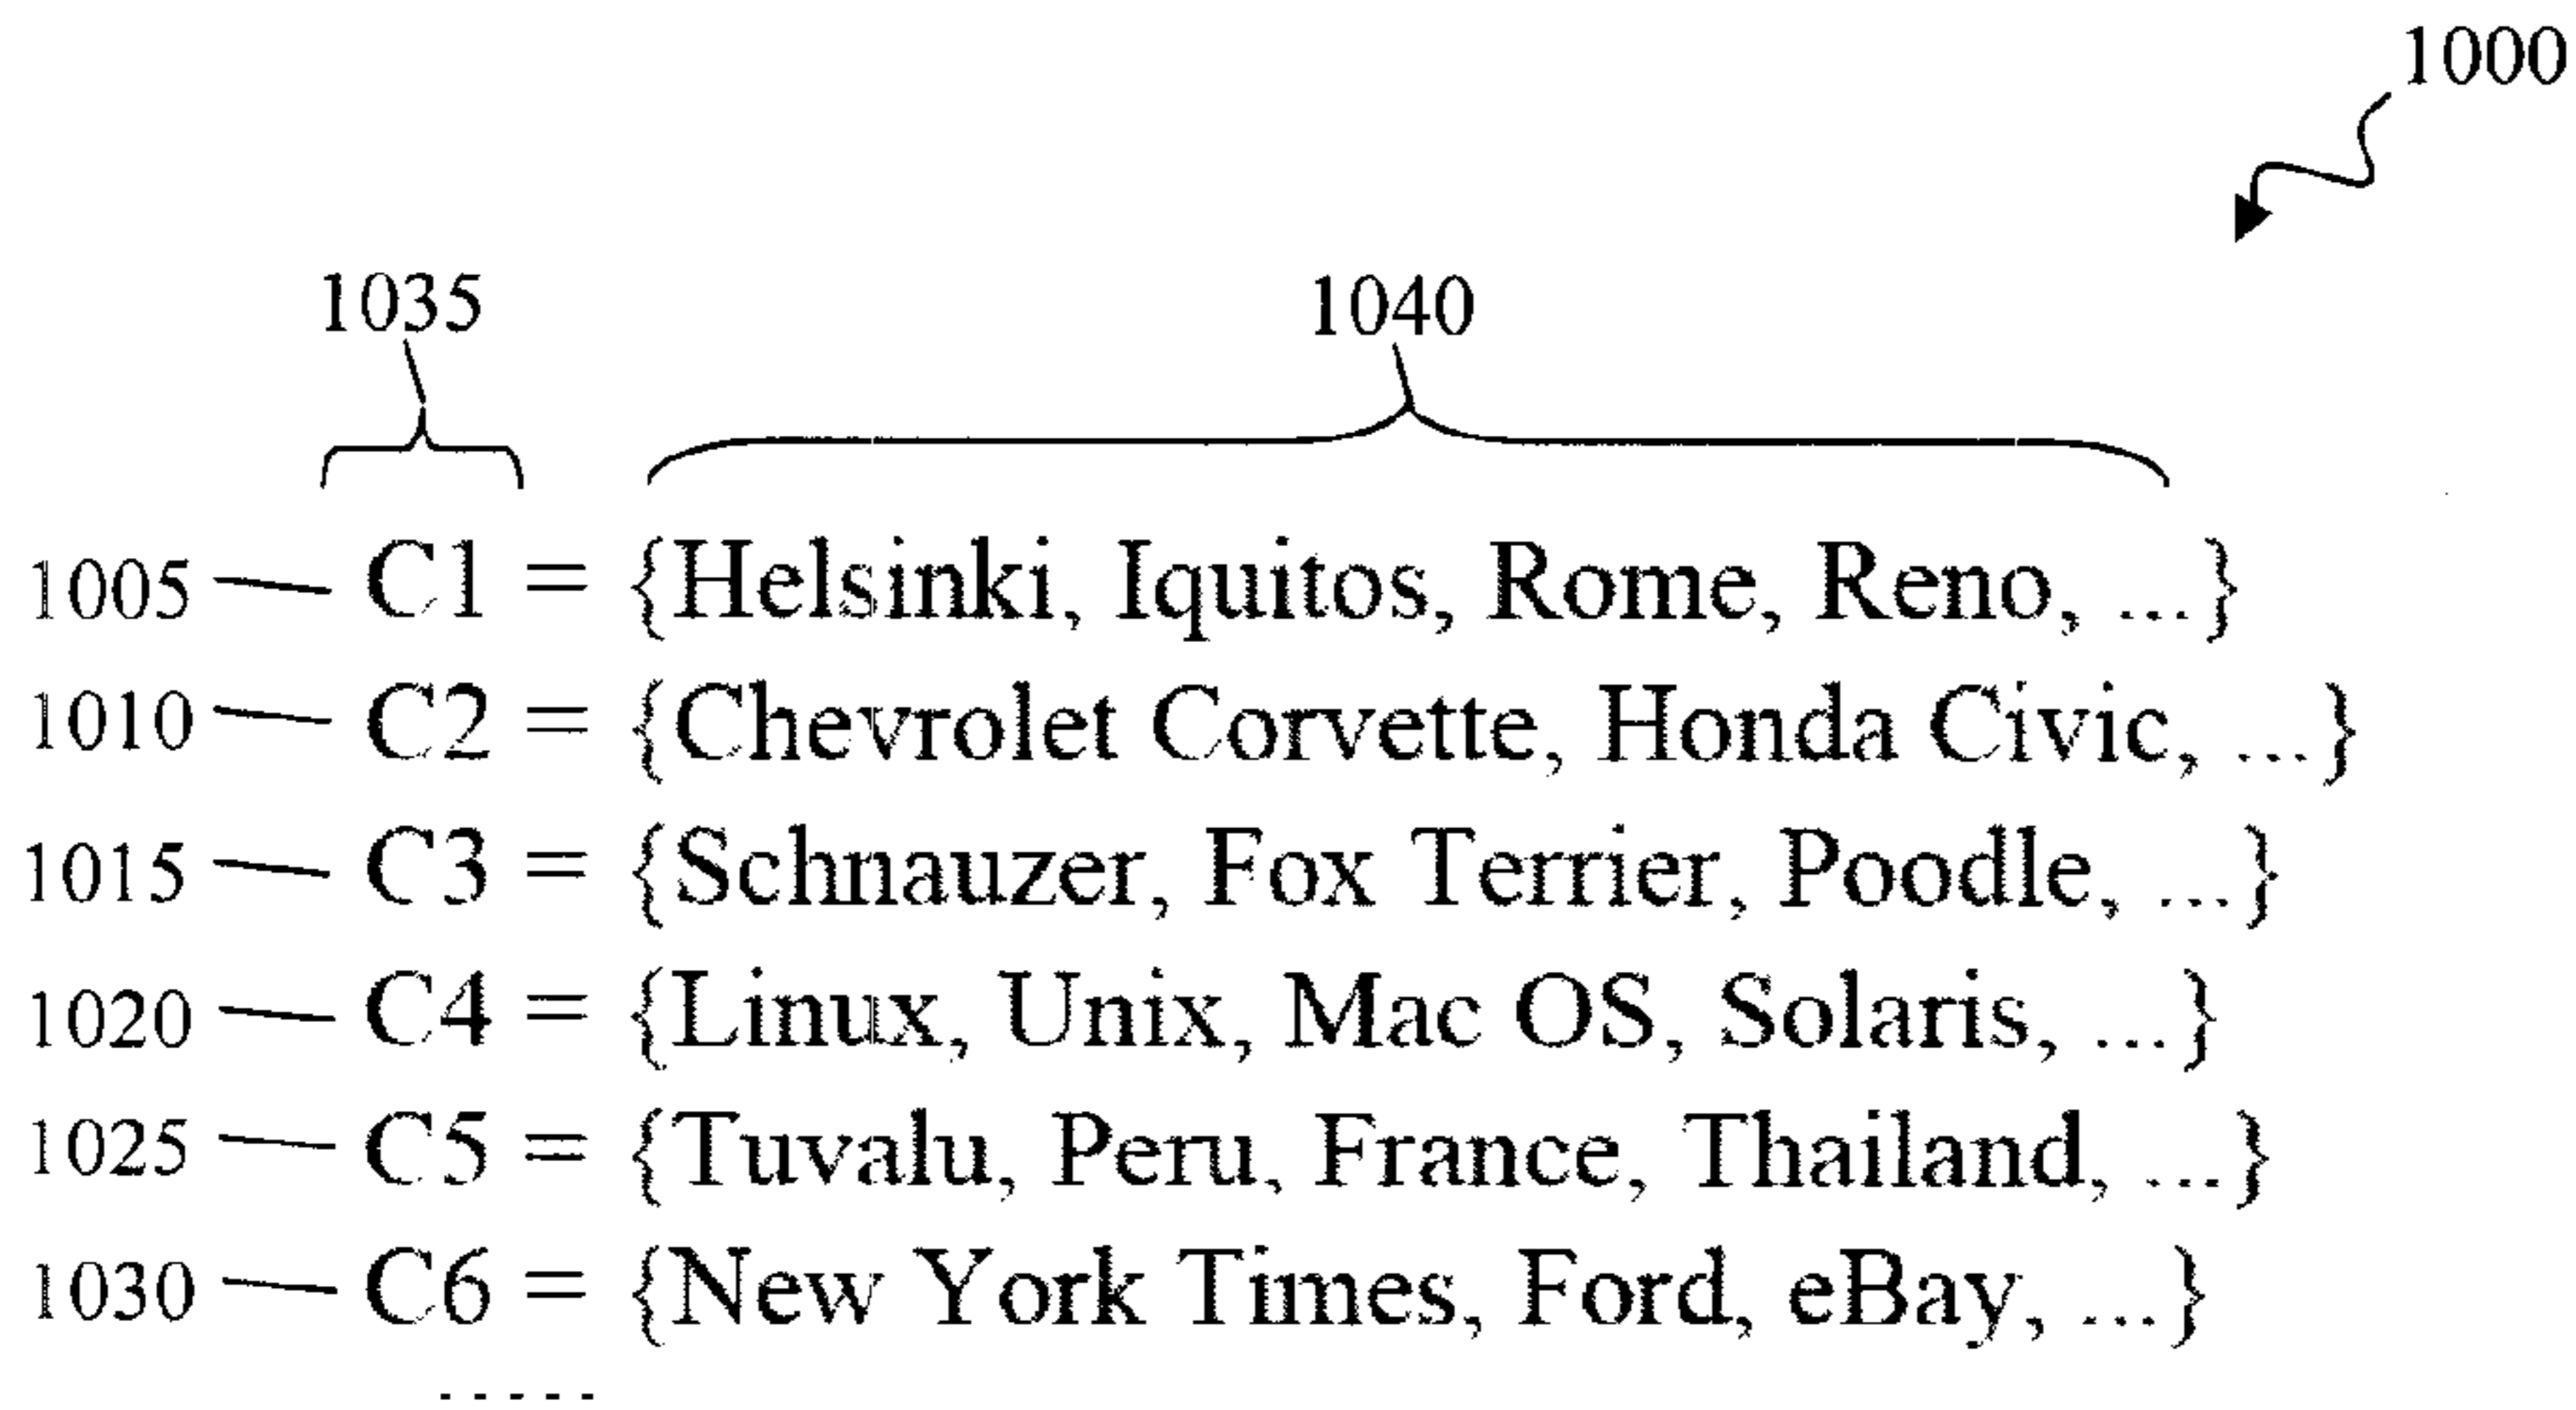 1000
1035 1040
1005 C1 = {Helsinki, Iquitos, Rome, Reno, ...}
1010 C2 = {Chevrolet Corvette, Honda Civic, ...}
1015 C3 = {Schnauzer, Fox Terrier, Poodle, ...}
1020 C4 = {Linux, Unix, Mac OS, Solaris, ...}
1025 C5 = {Tuvalu, Peru, France, Thailand, ...}
1030 C6 = {New York Times, Ford, eBay, ...}
.....